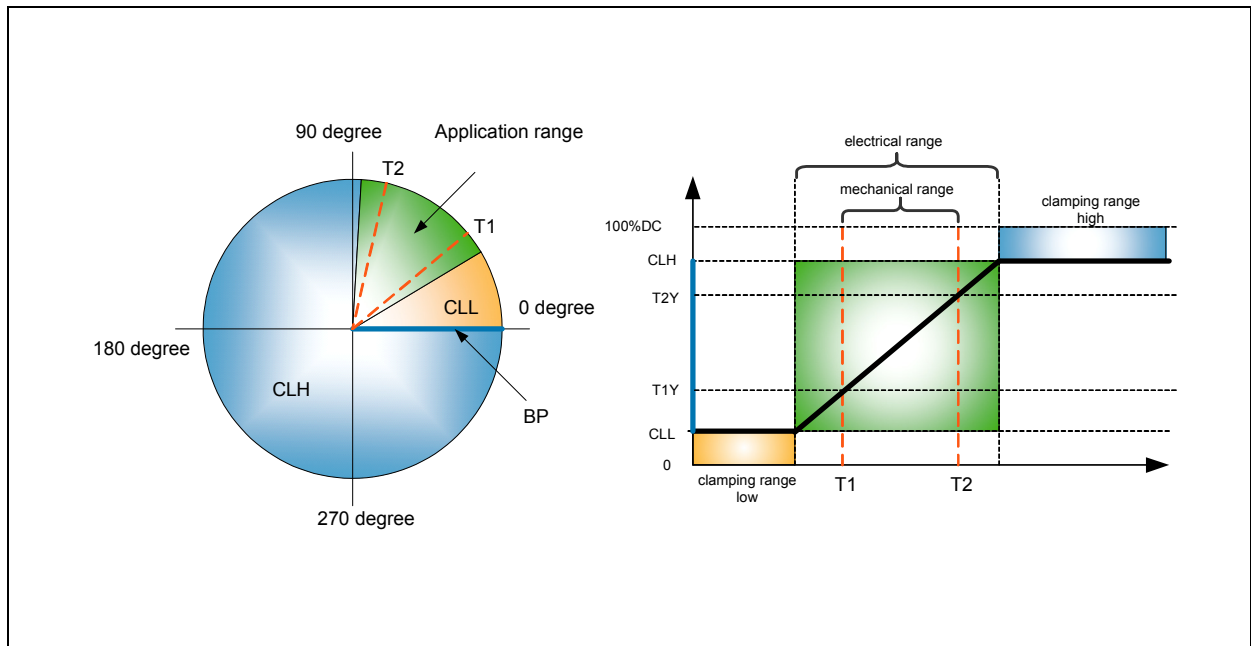 90 degree
Application range
T2
T1
0 degree
CLL
180 degree
CLH
BP
270 degree
electrical range
mechanical range
clamping range
high
100%DC
CLH
T2Y
T1Y
CLL
0
clamping range
low
T1
T2